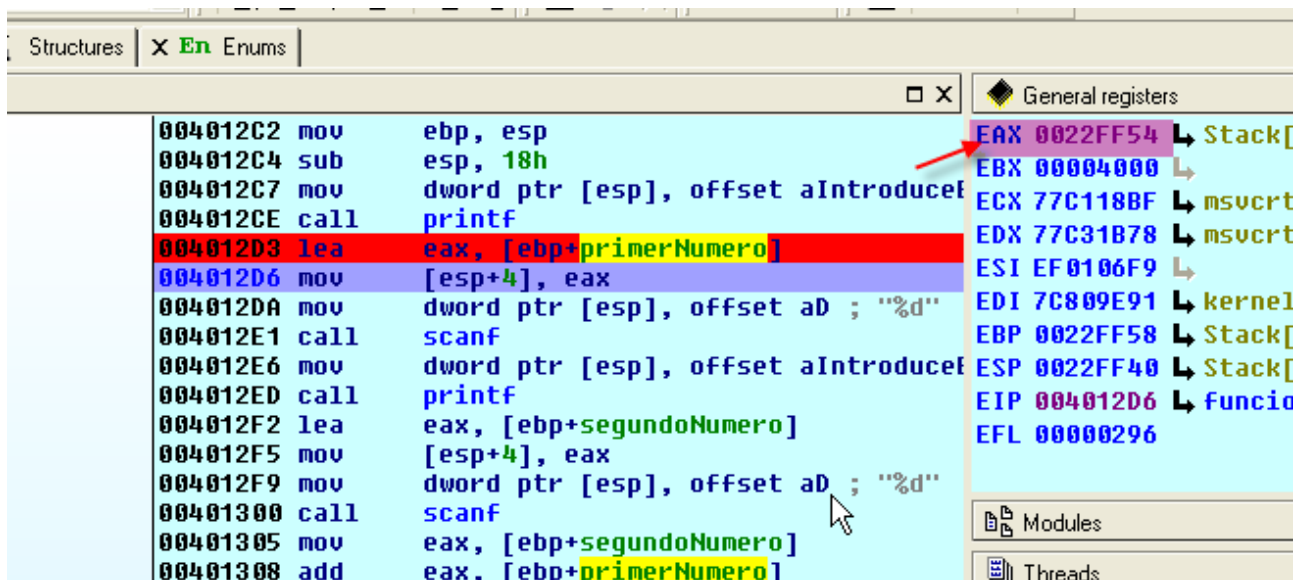 Structures X En Enums
General registers
004012C2 mov ebp, esp
004012C4 sub esp, 18h
004012C7 mov dword ptr [esp], offset aIntroduceE
004012CE call printf
004012D3 lea eax, [ebp+primerNumero]
004012D6 mov [esp+4], eax
004012DA mov dword ptr [esp], offset aD ; "%d"
004012E1 call scanf
004012E6 mov dword ptr [esp], offset aIntroduceE
004012ED call printf
004012F2 lea eax, [ebp+segundoNumero]
004012F5 mov [esp+4], eax
004012F9 mov dword ptr [esp], offset aD ; "%d"
00401300 call scanf
00401305 mov eax, [ebp+segundoNumero]
00401308 add eax, [ebp+primerNumero]
EAX 0022FF54 Stack[
EBX 00004000
ECX 77C118BF msvcrt
EDX 77C31B78 msvcrt
ESI EF0106F9
EDI 7C809E91 kernel
EBP 0022FF58 Stack[
ESP 0022FF40 Stack[
EIP 004012D6 funcio
EFL 00000296
Modules
Threads